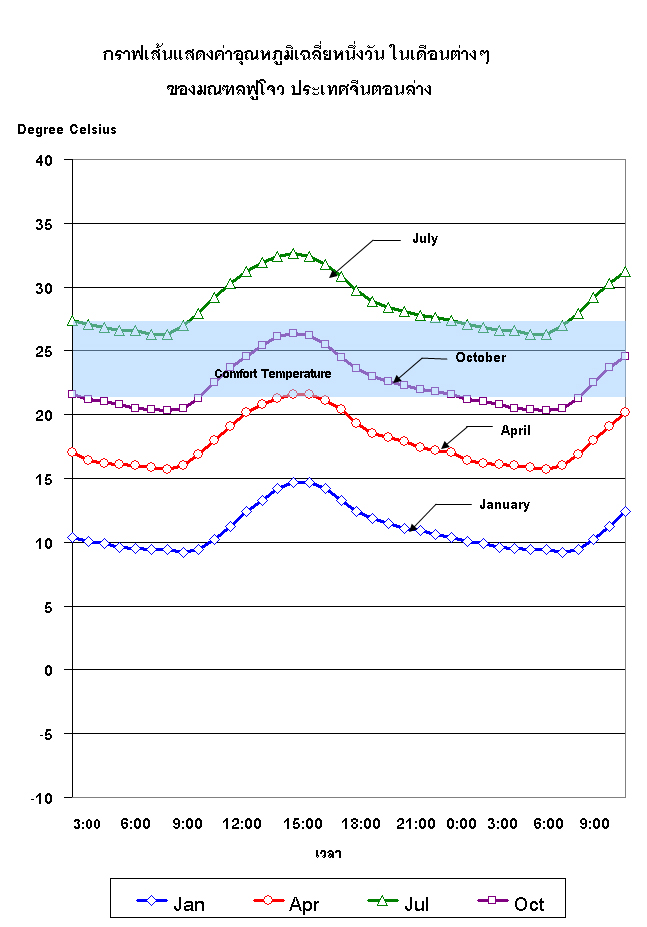 กราฟเส้นแสดงค่าอุณหภูมิเฉลี่ยหนึ่งวัน ในเดือนต่างๆ
ของมณฑลฟูโจว ประเทศจีนตอนล่าง
Degree Celsius
40
35
30
25
20
15
10
5
0
-5
-10
July
October
Comfort Temperature
April
January
3:00 6:00 9:00 12:00 15:00 18:00 21:00 0:00 3:00 6:00 9:00
เวลา
Jan Apr Jul Oct